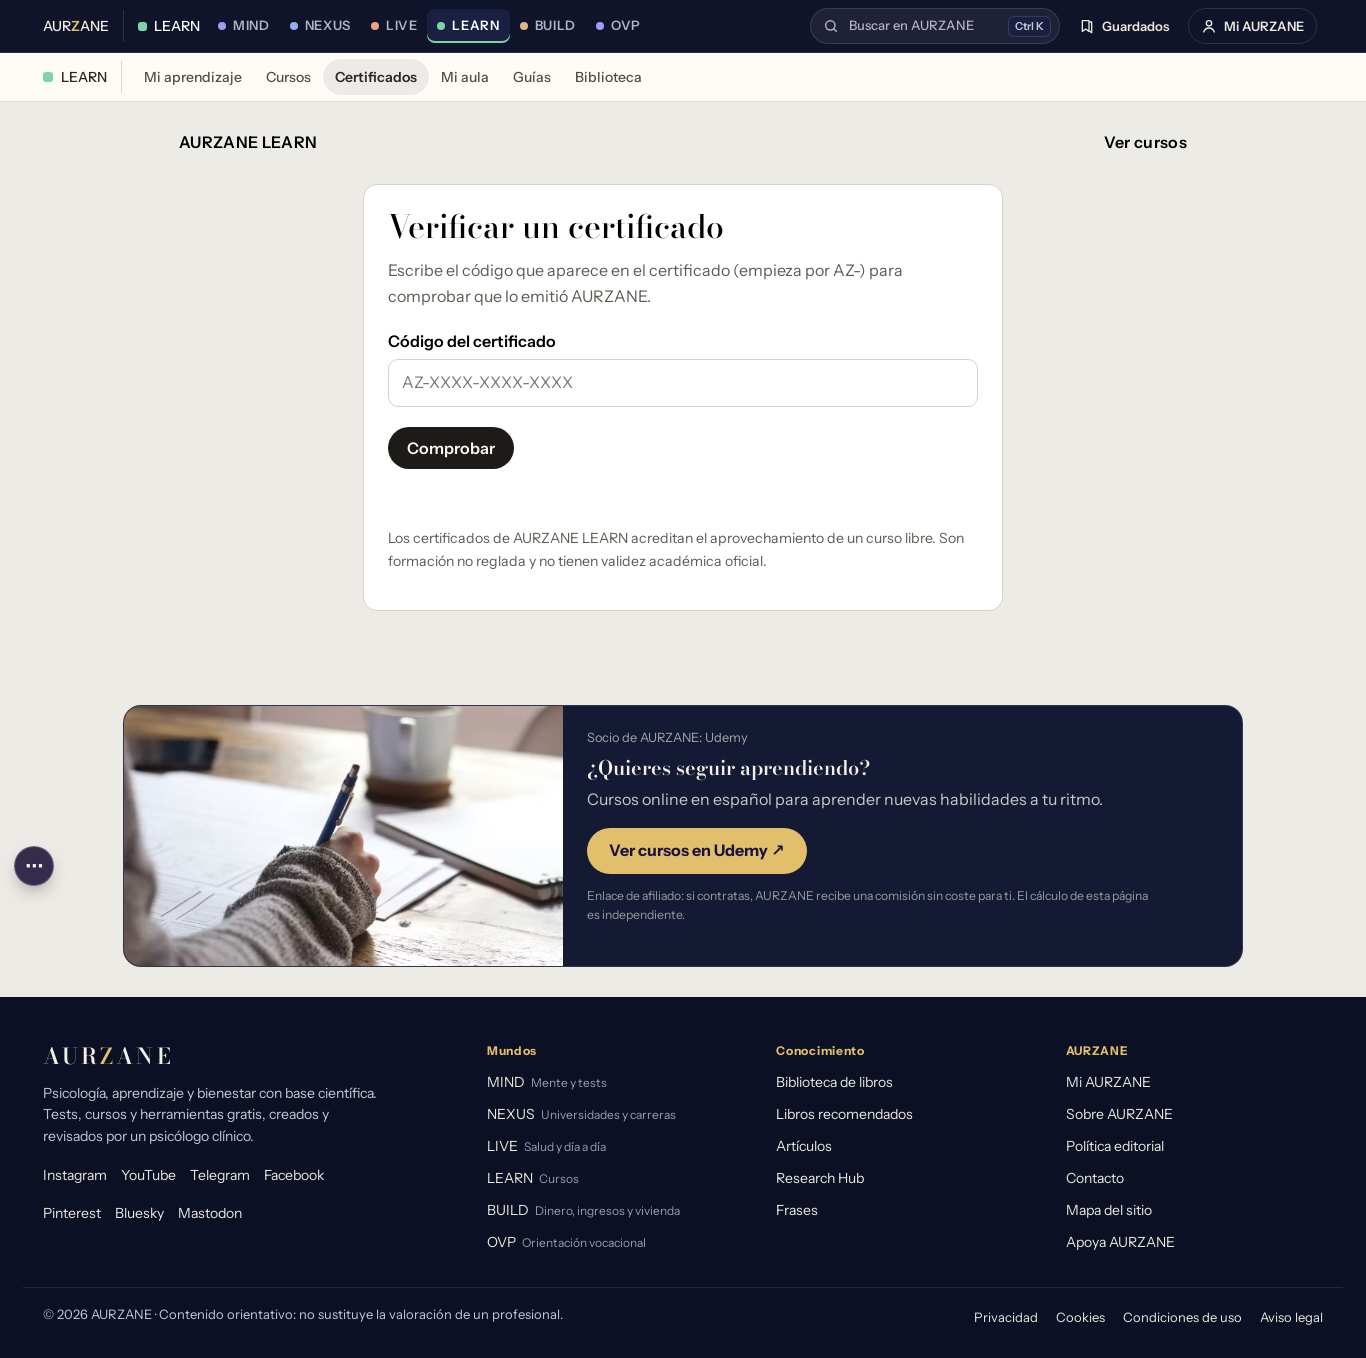 AURZANE LEARN MIND NEXUS LIVE LEARN BUILD OVP Buscar en AURZANE Ctrl K Guardados Mi AURZANE
LEARN Mi aprendizaje Cursos Certificados Mi aula Guías Biblioteca
AURZANE LEARN Ver cursos
Verificar un certificado
Escribe el código que aparece en el certificado (empieza por AZ-) para
comprobar que lo emitió AURZANE.
Código del certificado
AZ-XXXX-XXXX-XXXX
Comprobar
Los certificados de AURZANE LEARN acreditan el aprovechamiento de un curso libre. Son
formación no reglada y no tienen validez académica oficial.
Socio de AURZANE: Udemy
¿Quieres seguir aprendiendo?
Cursos online en español para aprender nuevas habilidades a tu ritmo.
Ver cursos en Udemy ↗
Enlace de afiliado: si contratas, AURZANE recibe una comisión sin coste para ti. El cálculo de esta página
es independiente.
AURZANE
Psicología, aprendizaje y bienestar con base científica.
Tests, cursos y herramientas gratis, creados y
revisados por un psicólogo clínico.
Instagram YouTube Telegram Facebook
Pinterest Bluesky Mastodon
Mundos
MIND Mente y tests
NEXUS Universidades y carreras
LIVE Salud y día a día
LEARN Cursos
BUILD Dinero, ingresos y vivienda
OVP Orientación vocacional
Conocimiento
Biblioteca de libros
Libros recomendados
Artículos
Research Hub
Frases
AURZANE
Mi AURZANE
Sobre AURZANE
Política editorial
Contacto
Mapa del sitio
Apoya AURZANE
© 2026 AURZANE · Contenido orientativo: no sustituye la valoración de un profesional.
Privacidad Cookies Condiciones de uso Aviso legal